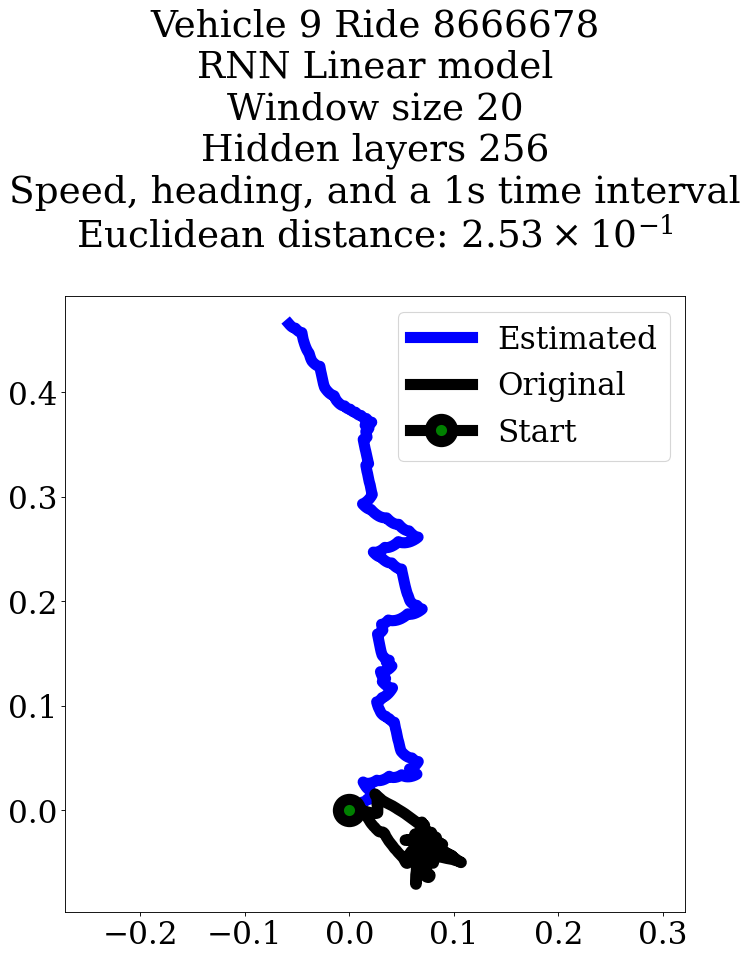 Vehicle 9 Ride 8666678
RNN Linear model
Window size 20
Hidden layers 256
Speed, heading, and a 1s time interval
Euclidean distance: 2.53 × 10⁻¹
Estimated
Original
Start
0.4
0.3
0.2
0.1
0.0
−0.2 −0.1 0.0 0.1 0.2 0.3